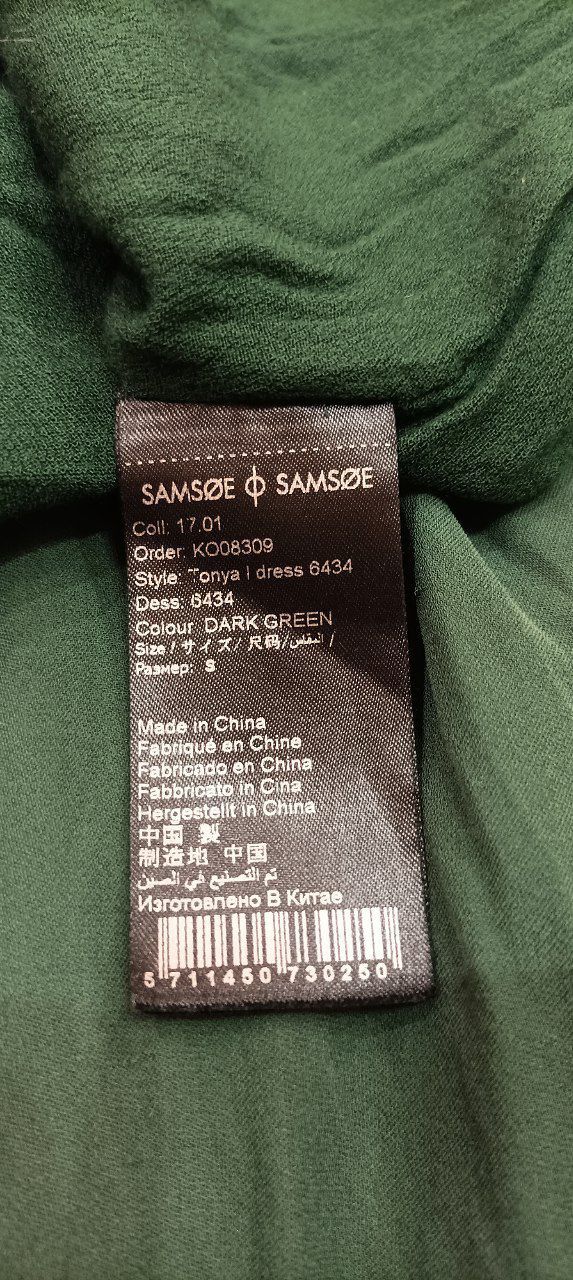 SAMSØE ϕ SAMSØE
Coll: 17.01
Order: KO08309
Style: Tonya l dress 6434
Dess: 6434
Colour: DARK GREEN
Size / サイズ / 尺码 / المقاس /
Размер: S
Made in China
Fabriqué en Chine
Fabricado en China
Fabbricato in Cina
Hergestellt in China
中国 製
制造地 中国
تم التصنيع في الصين
Изготовлено В Китае
5 711450 730250